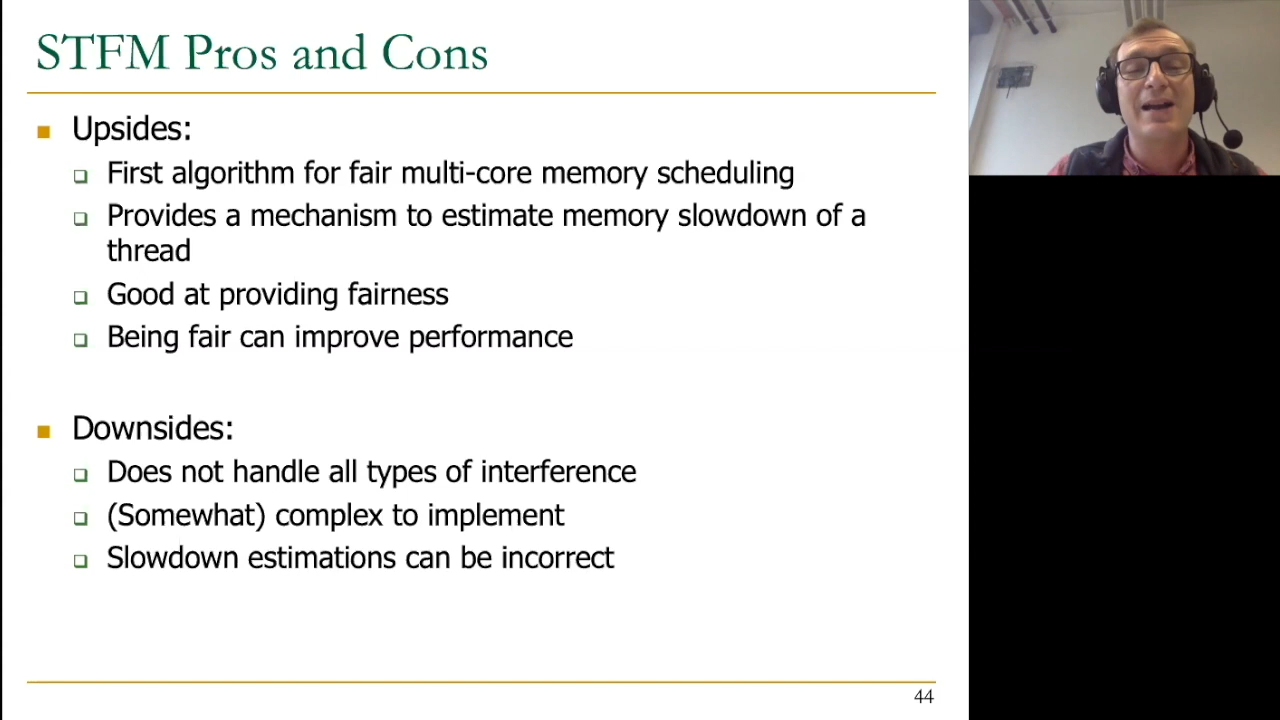 STFM Pros and Cons
Upsides:
First algorithm for fair multi-core memory scheduling
Provides a mechanism to estimate memory slowdown of a
thread
Good at providing fairness
Being fair can improve performance
Downsides:
Does not handle all types of interference
(Somewhat) complex to implement
Slowdown estimations can be incorrect
44